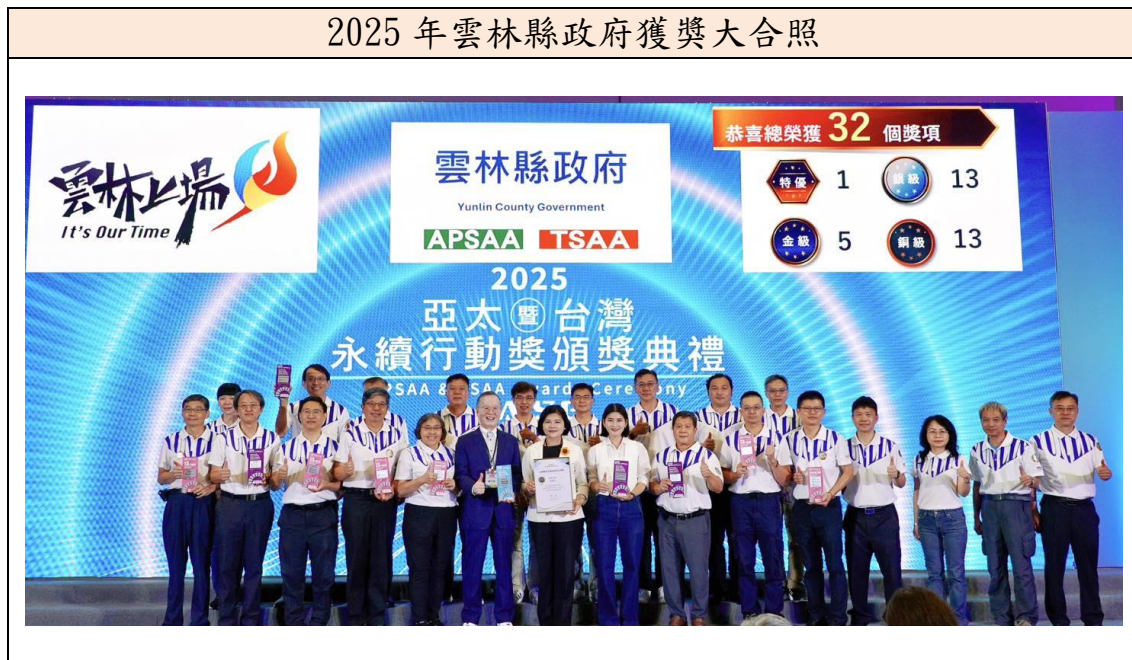 2025 年雲林縣政府獲獎大合照
雲林上場
It's Our Time
雲林縣政府
Yunlin County Government
APSAA TSAA
恭喜總榮獲 32 個獎項
特優 1 銀級 13
金級 5 銅級 13
2025
亞太暨台灣
永續行動獎頒獎典禮
Ceremony